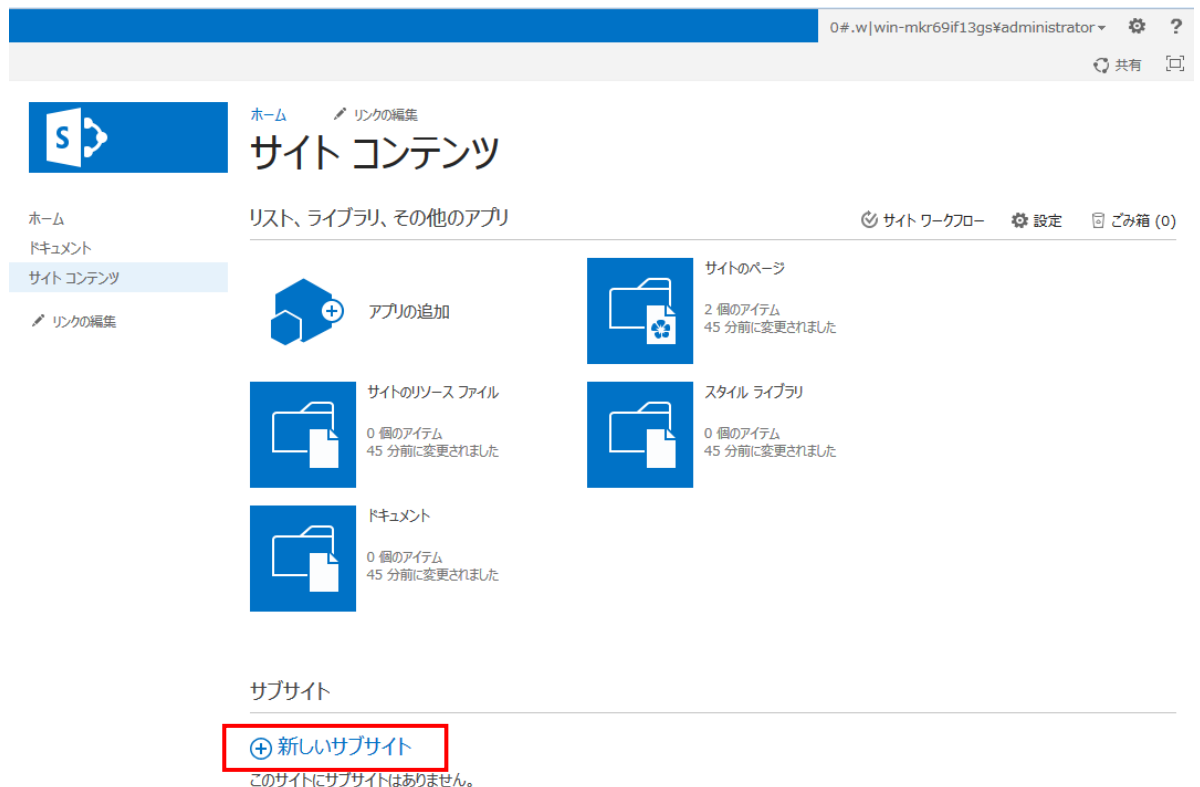 0#.w|win-mkr69if13gs¥administrator
?
共有
S
ホーム リンクの編集
サイト コンテンツ
ホーム
ドキュメント
サイト コンテンツ
リンクの編集
リスト、ライブラリ、その他のアプリ
サイト ワークフロー 設定 ごみ箱 (0)
アプリの追加
サイトのページ
2 個のアイテム
45 分前に変更されました
サイトのリソース ファイル
0 個のアイテム
45 分前に変更されました
スタイル ライブラリ
0 個のアイテム
45 分前に変更されました
ドキュメント
0 個のアイテム
45 分前に変更されました
サブサイト
新しいサブサイト
このサイトにサブサイトはありません。